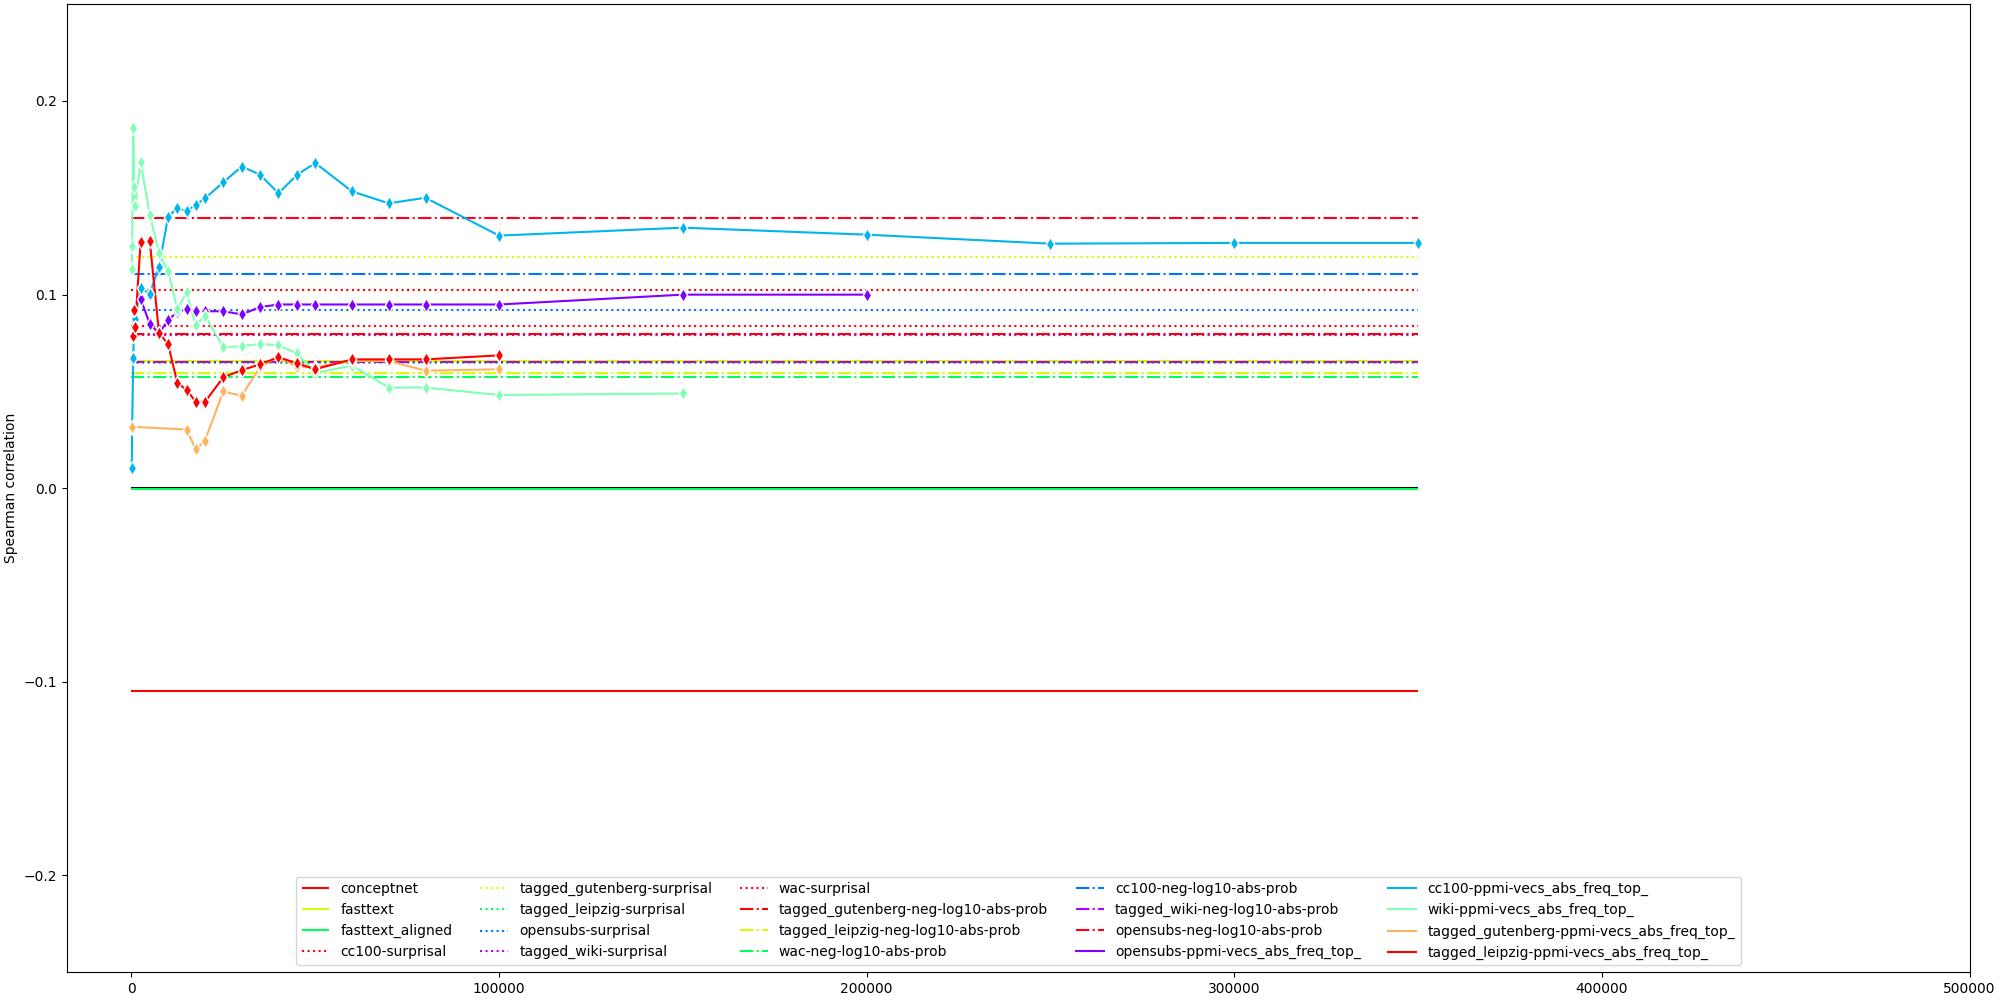 0.2
0.1
0.0
−0.1
−0.2
Spearman correlation
0 100000 200000 300000 400000 500000
conceptnet
fasttext
fasttext_aligned
cc100-surprisal
tagged_gutenberg-surprisal
tagged_leipzig-surprisal
opensubs-surprisal
tagged_wiki-surprisal
wac-surprisal
tagged_gutenberg-neg-log10-abs-prob
tagged_leipzig-neg-log10-abs-prob
wac-neg-log10-abs-prob
cc100-neg-log10-abs-prob
tagged_wiki-neg-log10-abs-prob
opensubs-neg-log10-abs-prob
opensubs-ppmi-vecs_abs_freq_top_
cc100-ppmi-vecs_abs_freq_top_
wiki-ppmi-vecs_abs_freq_top_
tagged_gutenberg-ppmi-vecs_abs_freq_top_
tagged_leipzig-ppmi-vecs_abs_freq_top_